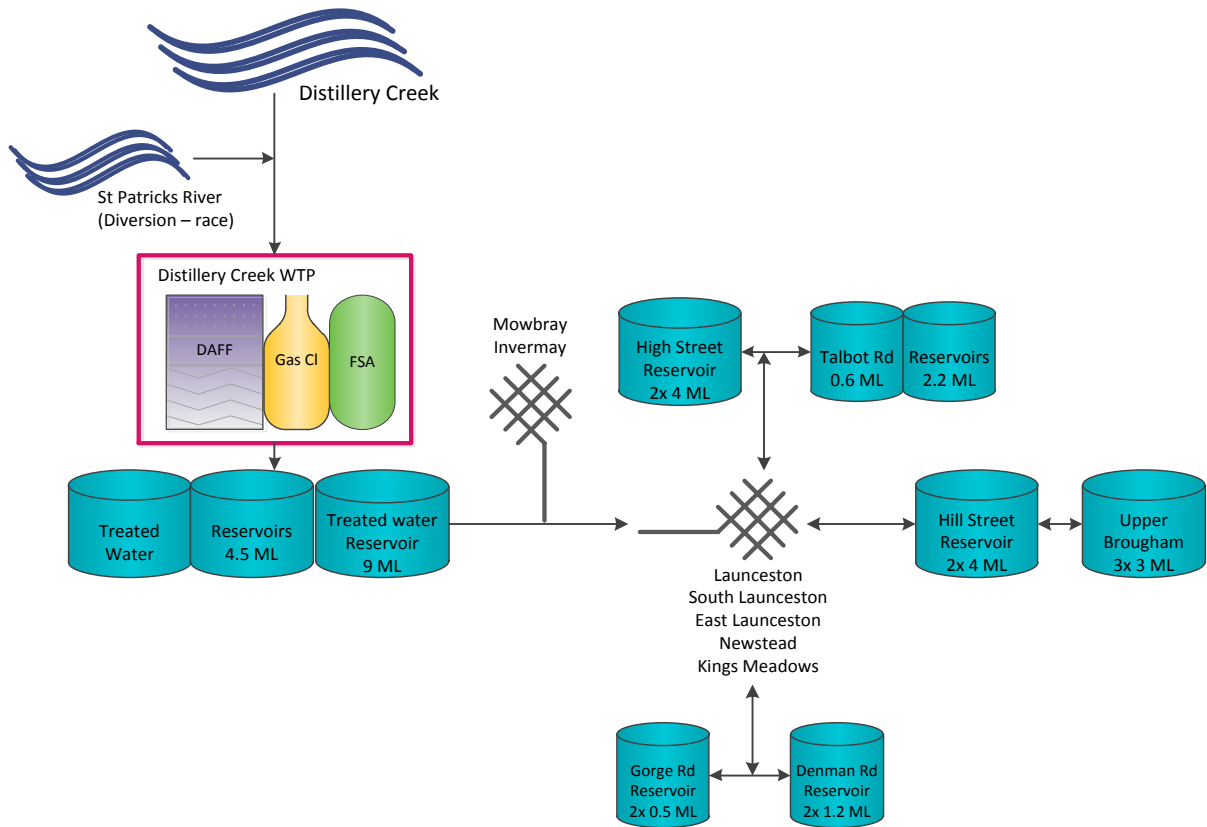 Distillery Creek
St Patricks River
(Diversion – race)
Distillery Creek WTP
DAFF
Gas Cl
FSA
Mowbray
Invermay
High Street
Reservoir
2x 4 ML
Talbot Rd
0.6 ML
Reservoirs
2.2 ML
Treated
Water
Reservoirs
4.5 ML
Treated water
Reservoir
9 ML
Hill Street
Reservoir
2x 4 ML
Upper
Brougham
3x 3 ML
Launceston
South Launceston
East Launceston
Newstead
Kings Meadows
Gorge Rd
Reservoir
2x 0.5 ML
Denman Rd
Reservoir
2x 1.2 ML